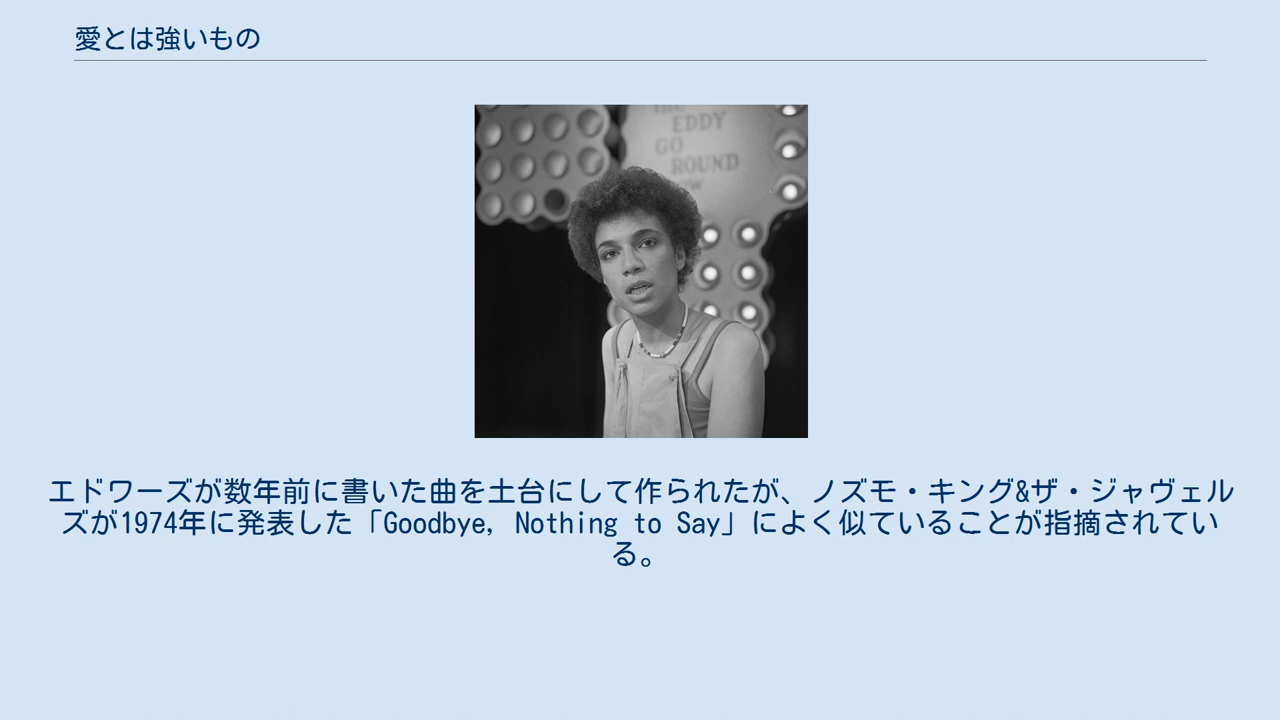 愛とは強いもの
THE
EDDY
GO
ROUND
エドワーズが数年前に書いた曲を土台にして作られたが、ノズモ・キング&ザ・ジャヴェル
ズが1974年に発表した「Goodbye, Nothing to Say」によく似ていることが指摘されてい
る。